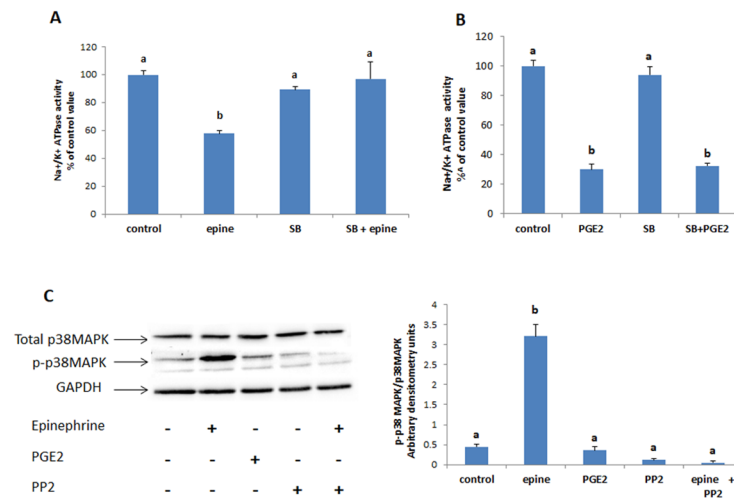 A
Na+/K+ ATPase activity
% of control value
120
100
80
60
40
20
0
a
b
a
a
control epine SB SB + epine
B
Na+/K+ ATPase activity
%^ of control value
120
100
80
60
40
20
0
a
b
a
b
control PGE2 SB SB+PGE2
C
Total p38MAPK
p-p38MAPK
GAPDH
Epinephrine - + - - +
PGE2 - - + - -
PP2 - - - + +
p-p38 MAPK/p38MAPK
Arbitrary densitometry units
3.5
3
2.5
2
1.5
1
0.5
0
a
b
a
a
a
control epine PGE2 PP2 epine +
PP2